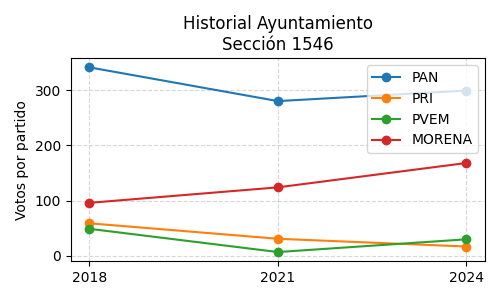 Historial Ayuntamiento
Sección 1546
Votos por partido
300
200
100
0
2018
2021
2024
PAN
PRI
PVEM
MORENA